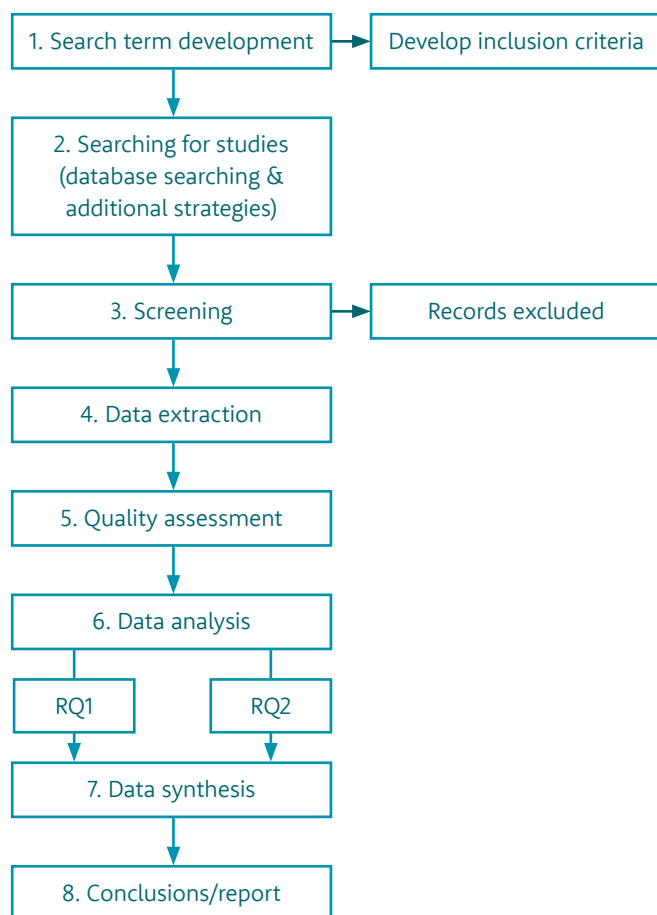 1. Search term development
Develop inclusion criteria
2. Searching for studies
(database searching &
additional strategies)
3. Screening
Records excluded
4. Data extraction
5. Quality assessment
6. Data analysis
RQ1
RQ2
7. Data synthesis
8. Conclusions/report